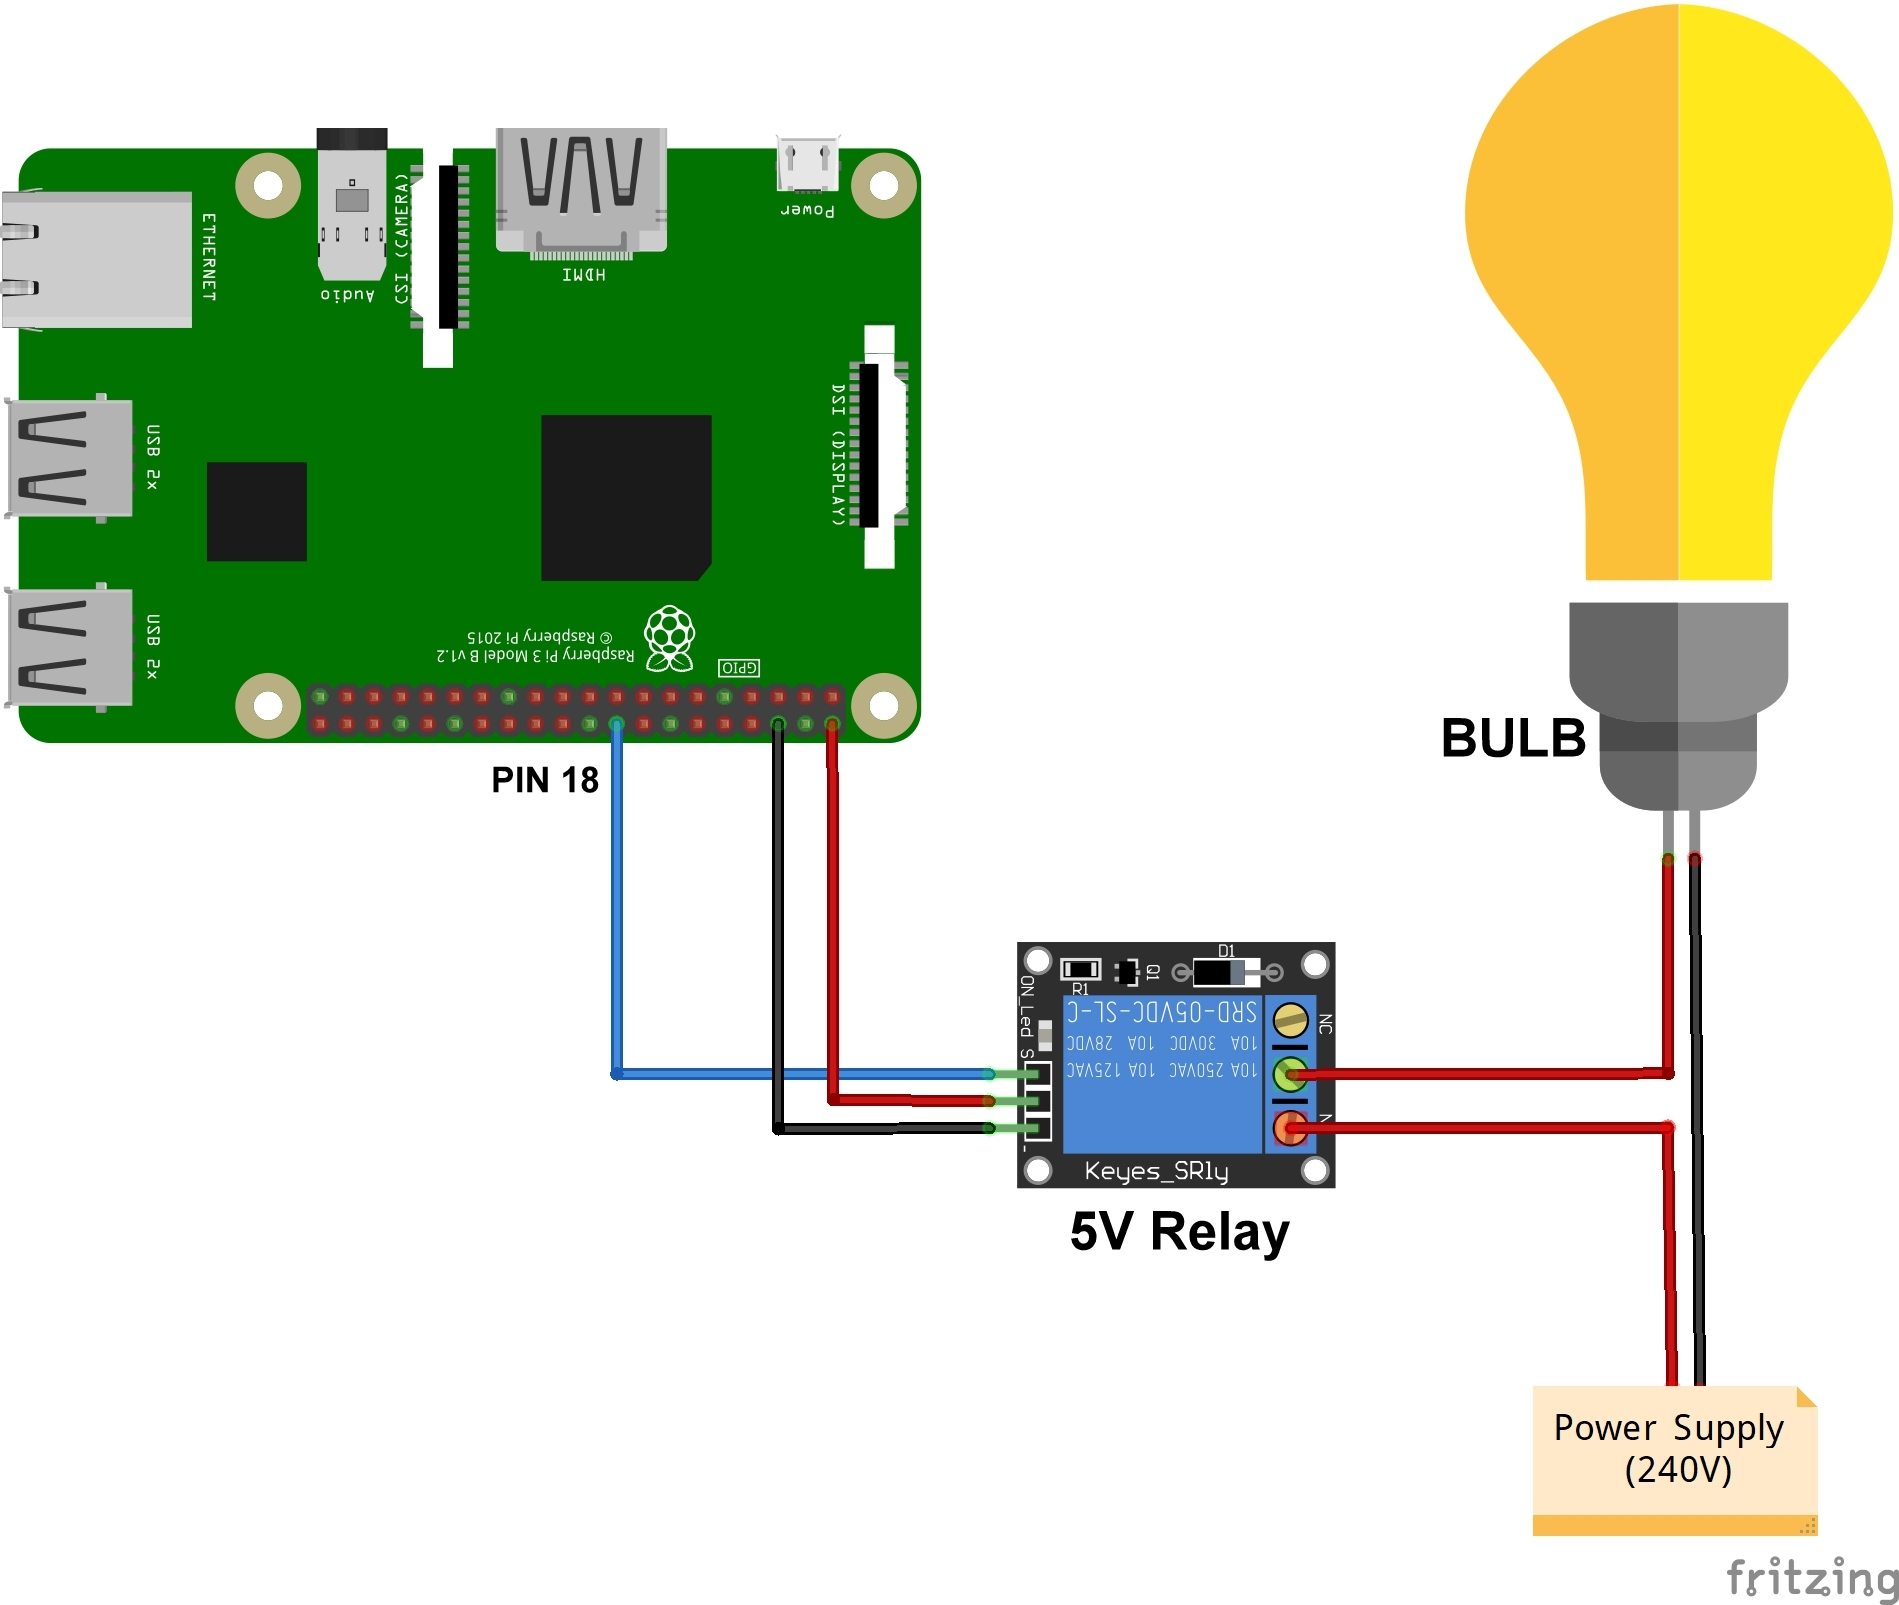 ETHERNET
Audio
CSI (CAMERA)
HDMI
Power
DSI (DISPLAY)
USB 2x
USB 2x
Raspberry Pi 3 Model B v1.2
© Raspberry Pi 2015
GPIO
PIN 18
BULB
D1
R1
Q1
ON_Led
S
-
SRD-05VDC-SL-C
10A 30VDC 10A 28VDC
10A 250VAC 10A 125VAC
NC
N
Keyes_SRly
5V Relay
Power Supply
(240V)
fritzing